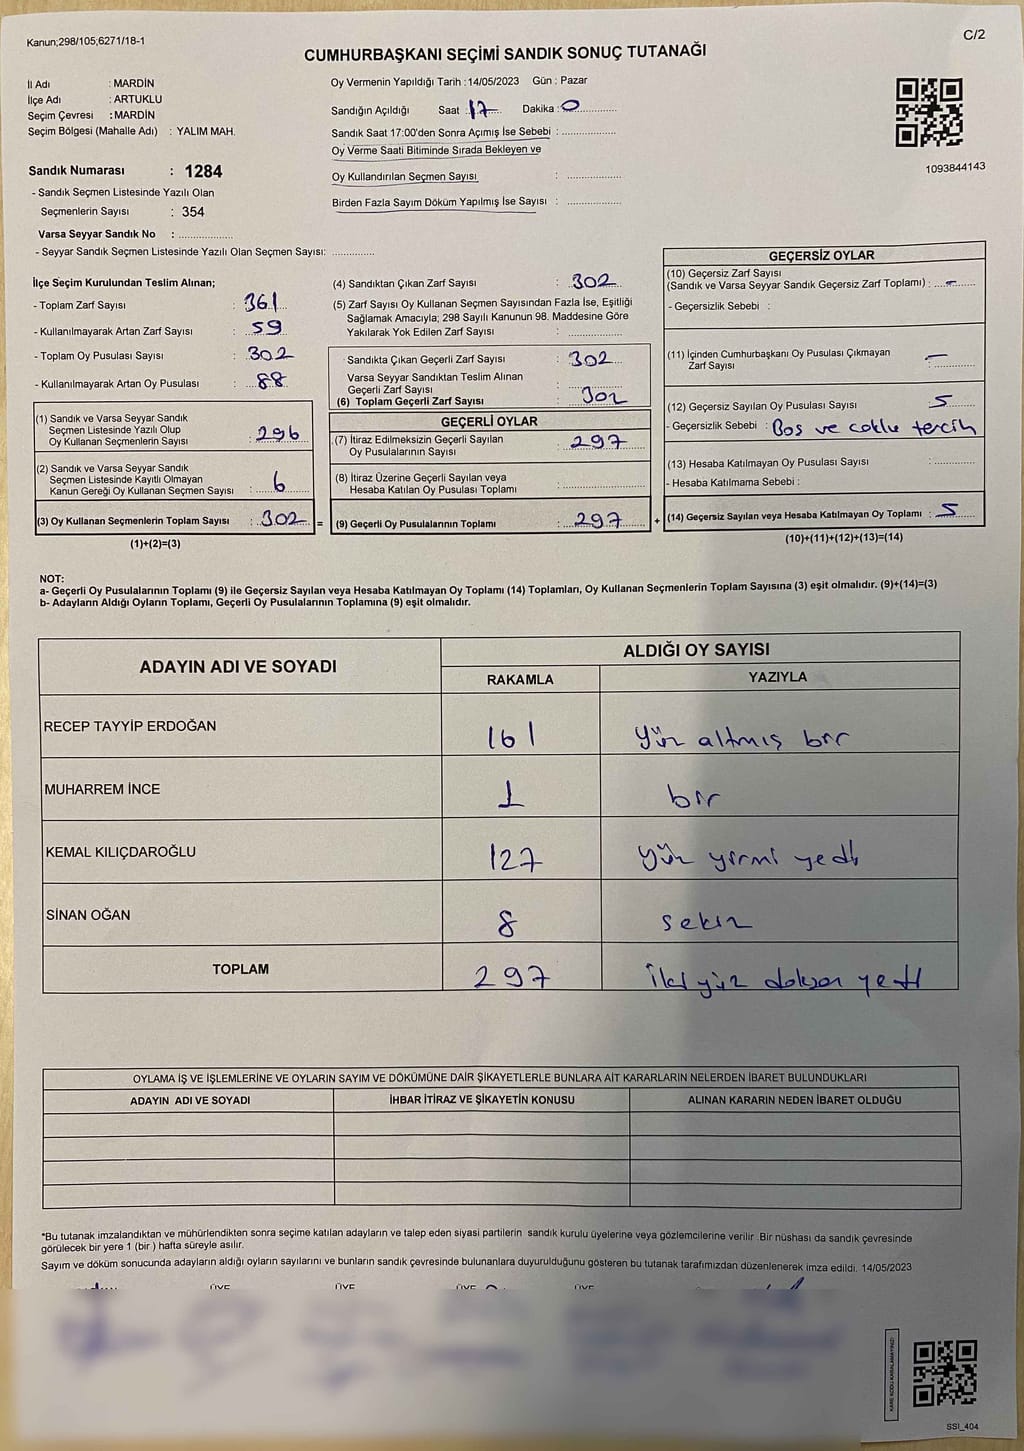 Kanun;298/105;6271/18-1
C/2
CUMHURBAŞKANI SEÇİMİ SANDIK SONUÇ TUTANAĞI
İl Adı : MARDİN
İlçe Adı : ARTUKLU
Seçim Çevresi : MARDİN
Seçim Bölgesi (Mahalle Adı) : YALIM MAH.
Sandık Numarası : 1284
- Sandık Seçmen Listesinde Yazılı Olan
Seçmenlerin Sayısı : 354
Varsa Seyyar Sandık No : ....................
- Seyyar Sandık Seçmen Listesinde Yazılı Olan Seçmen Sayısı: ..............
Oy Vermenin Yapıldığı Tarih : 14/05/2023 Gün : Pazar
Sandığın Açıldığı Saat : 17 Dakika : 0
Sandık Saat 17:00'den Sonra Açımış İse Sebebi : ..................
Oy Verme Saati Bitiminde Sırada Bekleyen ve
Oy Kullandırılan Seçmen Sayısı : ..................
Birden Fazla Sayım Döküm Yapılmış İse Sayısı : ..................
1093844143
İlçe Seçim Kurulundan Teslim Alınan;
- Toplam Zarf Sayısı : 361
- Kullanılmayarak Artan Zarf Sayısı : 59
- Toplam Oy Pusulası Sayısı : 302
- Kullanılmayarak Artan Oy Pusulası : 88
(1) Sandık ve Varsa Seyyar Sandık
Seçmen Listesinde Yazılı Olup
Oy Kullanan Seçmenlerin Sayısı : 296
(2) Sandık ve Varsa Seyyar Sandık
Seçmen Listesinde Kayıtlı Olmayan
Kanun Gereği Oy Kullanan Seçmen Sayısı : 6
(3) Oy Kullanan Seçmenlerin Toplam Sayısı : 302 =
(1)+(2)=(3)
(4) Sandıktan Çıkan Zarf Sayısı : 302
(5) Zarf Sayısı Oy Kullanan Seçmen Sayısından Fazla İse, Eşitliği
Sağlamak Amacıyla; 298 Sayılı Kanunun 98. Maddesine Göre
Yakılarak Yok Edilen Zarf Sayısı : ..................
Sandıkta Çıkan Geçerli Zarf Sayısı : 302
Varsa Seyyar Sandıktan Teslim Alınan
Geçerli Zarf Sayısı : ..................
(6) Toplam Geçerli Zarf Sayısı : 302
GEÇERLİ OYLAR
(7) İtiraz Edilmeksizin Geçerli Sayılan
Oy Pusulalarının Sayısı : 297
(8) İtiraz Üzerine Geçerli Sayılan veya
Hesaba Katılan Oy Pusulası Toplamı : ..................
(9) Geçerli Oy Pusulalarının Toplamı : 297 +
GEÇERSİZ OYLAR
(10) Geçersiz Zarf Sayısı
(Sandık ve Varsa Seyyar Sandık Geçersiz Zarf Toplamı) : -
- Geçersizlik Sebebi :
(11) İçinden Cumhurbaşkanı Oy Pusulası Çıkmayan
Zarf Sayısı : -
(12) Geçersiz Sayılan Oy Pusulası Sayısı : 5
- Geçersizlik Sebebi : Boş ve coklu tercih
(13) Hesaba Katılmayan Oy Pusulası Sayısı : ............
- Hesaba Katılmama Sebebi :
(14) Geçersiz Sayılan veya Hesaba Katılmayan Oy Toplamı : 5
(10)+(11)+(12)+(13)=(14)
NOT:
a- Geçerli Oy Pusulalarının Toplamı (9) ile Geçersiz Sayılan veya Hesaba Katılmayan Oy Toplamı (14) Toplamları, Oy Kullanan Seçmenlerin Toplam Sayısına (3) eşit olmalıdır. (9)+(14)=(3)
b- Adayların Aldığı Oyların Toplamı, Geçerli Oy Pusulalarının Toplamına (9) eşit olmalıdır.
ADAYIN ADI VE SOYADI ALDIĞI OY SAYISI
RAKAMLA YAZIYLA
RECEP TAYYİP ERDOĞAN 161 yüz altmış bir
MUHARREM İNCE 1 bir
KEMAL KILIÇDAROĞLU 127 yüz yirmi yedi
SİNAN OĞAN 8 sekiz
TOPLAM 297 iki yüz doksan yedi
OYLAMA İŞ VE İŞLEMLERİNE VE OYLARIN SAYIM VE DÖKÜMÜNE DAİR ŞİKAYETLERLE BUNLARA AİT KARARLARIN NELERDEN İBARET BULUNDUKLARI
ADAYIN ADI VE SOYADI İHBAR İTİRAZ VE ŞİKAYETİN KONUSU ALINAN KARARIN NEDEN İBARET OLDUĞU
*Bu tutanak imzalandıktan ve mühürlendikten sonra seçime katılan adayların ve talep eden siyasi partilerin sandık kurulu üyelerine veya gözlemcilerine verilir .Bir nüshası da sandık çevresinde
görülecek bir yere 1 (bir ) hafta süreyle asılır.
Sayım ve döküm sonucunda adayların aldığı oyların sayılarını ve bunların sandık çevresinde bulunanlara duyurulduğunu gösteren bu tutanak tarafımızdan düzenlenerek imza edildi. 14/05/2023
ÜYE ÜYE ÜYE ÜYE
KARE KODU KARALAMAYINIZ!
SSI_404